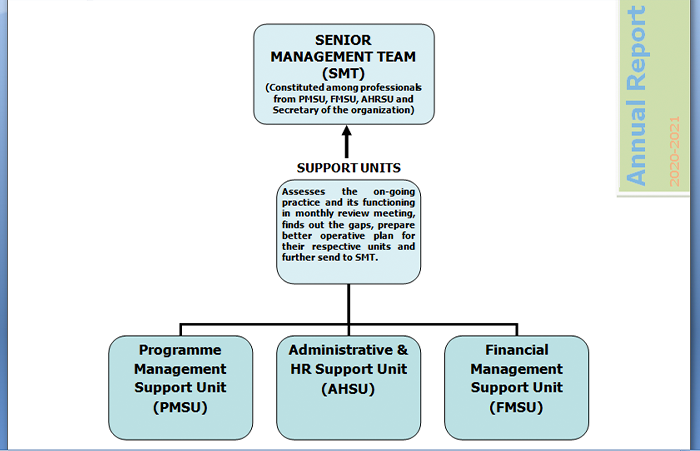 SENIOR
MANAGEMENT TEAM
(SMT)
(Constituted among professionals
from PMSU, FMSU, AHRSU and
Secretary of the organization)
SUPPORT UNITS
Assesses the on-going
practice and its functioning
in monthly review meeting,
finds out the gaps, prepare
better operative plan for
their respective units and
further send to SMT.
Programme
Management
Support Unit
(PMSU)
Administrative &
HR Support Unit
(AHSU)
Financial
Management
Support Unit
(FMSU)
Annual Report
2020-2021